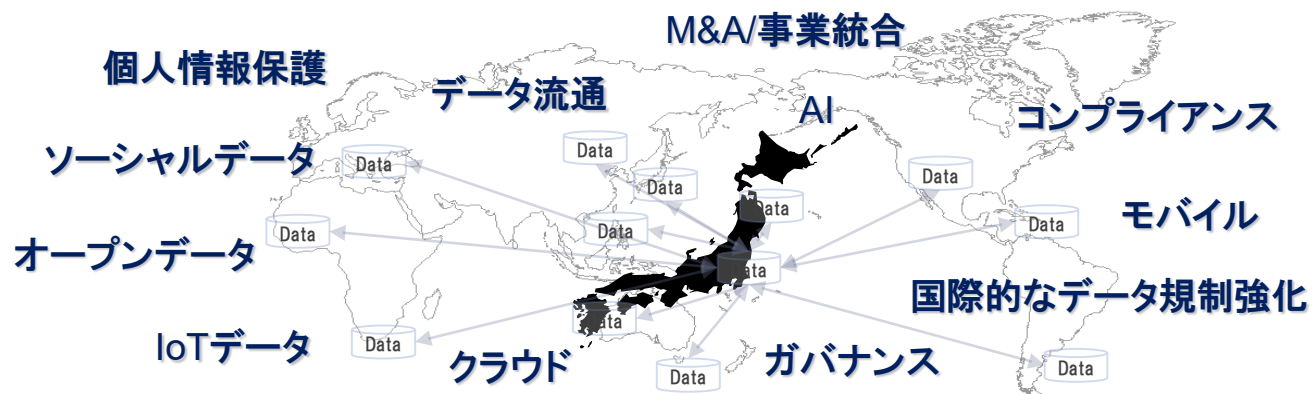 M&A/事業統合
個人情報保護
データ流通
AI
コンプライアンス
ソーシャルデータ
Data
Data
Data
Data
Data
モバイル
Data
Data
Data
オープンデータ
Data
国際的なデータ規制強化
Data
IoTデータ
Data
クラウド
ガバナンス
Data
Data